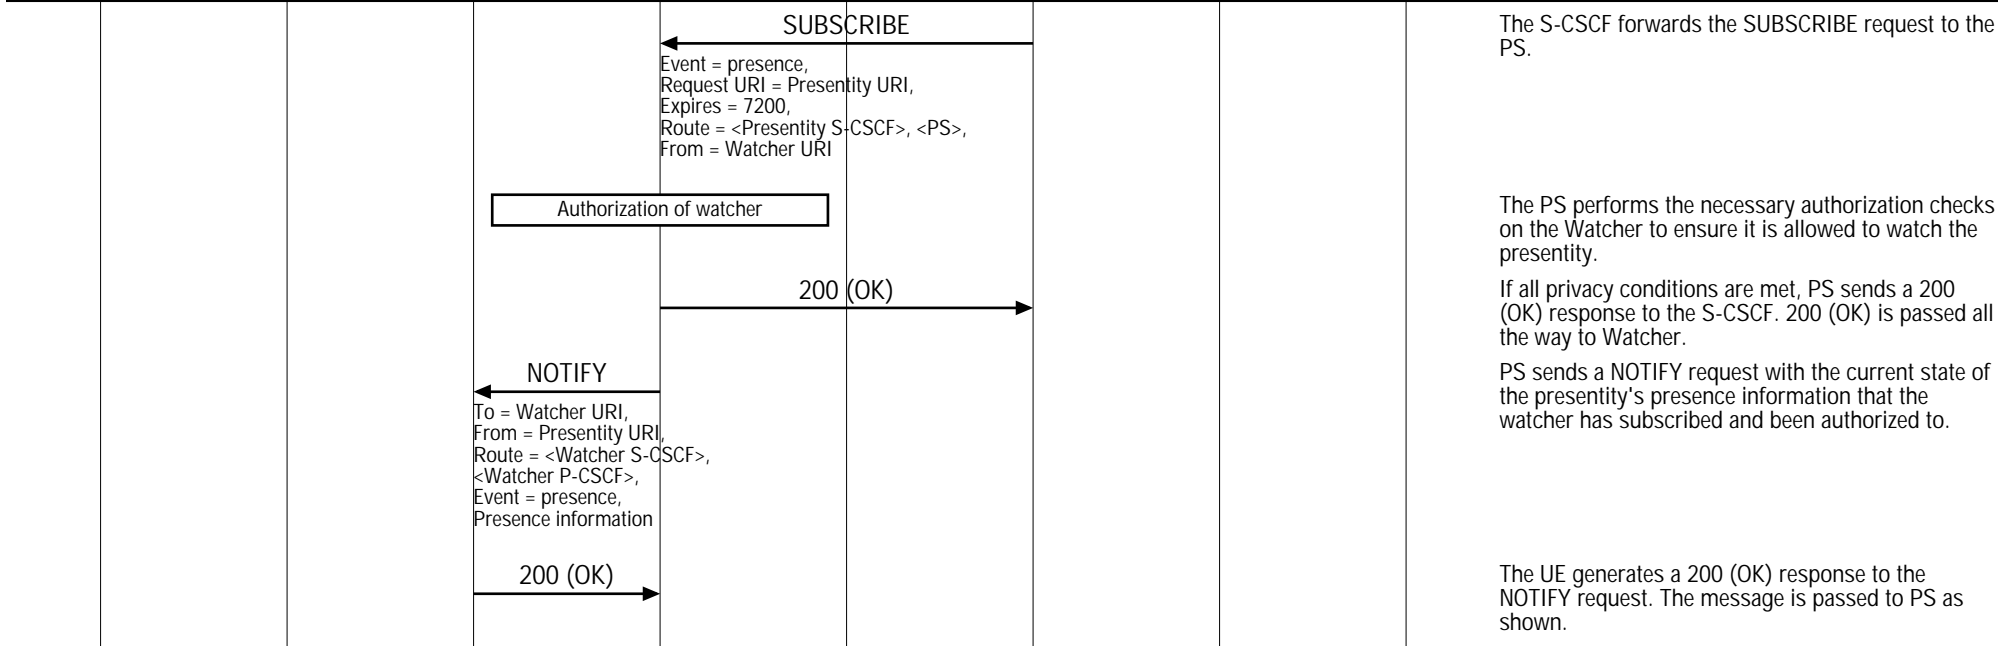 SUBSCRIBE
The S-CSCF forwards the SUBSCRIBE request to the
PS.
Event = presence,
Request URI = Presentity URI,
Expires = 7200,
Route = <Presentity S-CSCF>, <PS>,
From = Watcher URI
Authorization of watcher
The PS performs the necessary authorization checks
on the Watcher to ensure it is allowed to watch the
presentity.
200 (OK)
If all privacy conditions are met, PS sends a 200
(OK) response to the S-CSCF. 200 (OK) is passed all
the way to Watcher.
NOTIFY
PS sends a NOTIFY request with the current state of
the presentity's presence information that the
watcher has subscribed and been authorized to.
To = Watcher URI,
From = Presentity URI,
Route = <Watcher S-CSCF>,
<Watcher P-CSCF>,
Event = presence,
Presence information
200 (OK)
The UE generates a 200 (OK) response to the
NOTIFY request. The message is passed to PS as
shown.